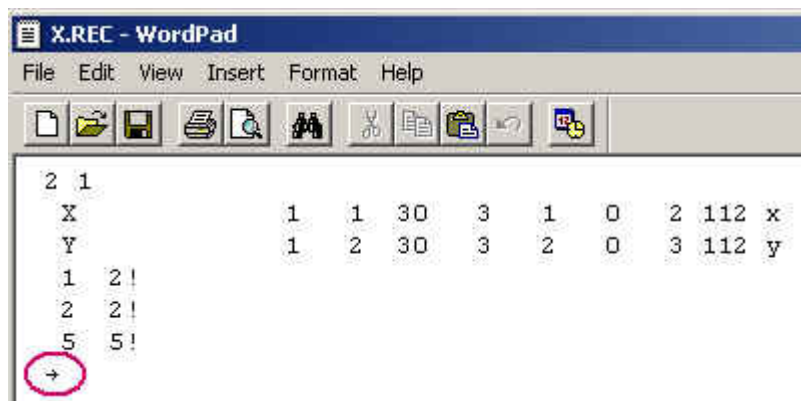 X.REC - WordPad
File Edit View Insert Format Help
2 1
X 1 1 30 3 1 0 2 112 x
Y 1 2 30 3 2 0 3 112 y
1 2!
2 2!
5 5!
→